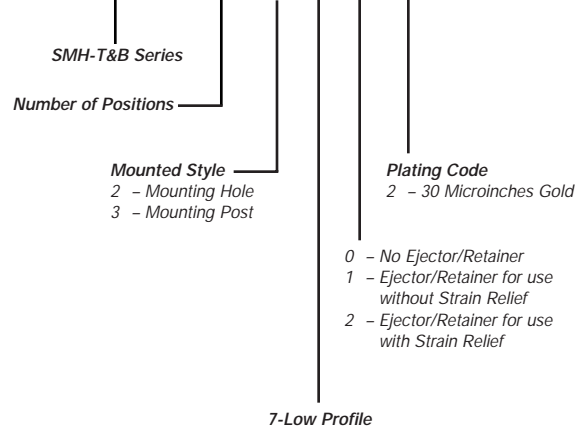 SMH-T&B Series
Number of Positions
Mounted Style
2 – Mounting Hole
3 – Mounting Post
Plating Code
2 – 30 Microinches Gold
0 – No Ejector/Retainer
1 – Ejector/Retainer for use
without Strain Relief
2 – Ejector/Retainer for use
with Strain Relief
7-Low Profile